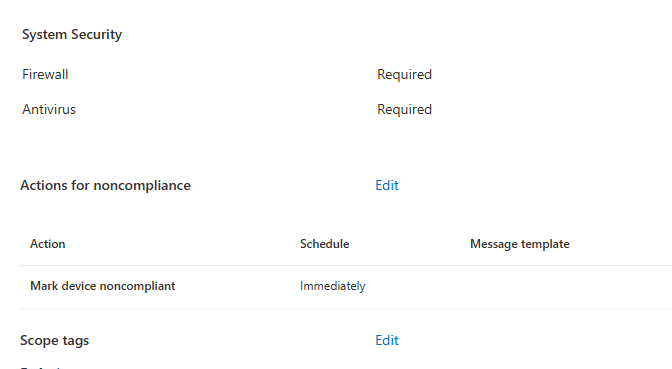 System Security
Firewall Required
Antivirus Required
Actions for noncompliance Edit
Action Schedule Message template
Mark device noncompliant Immediately
Scope tags Edit